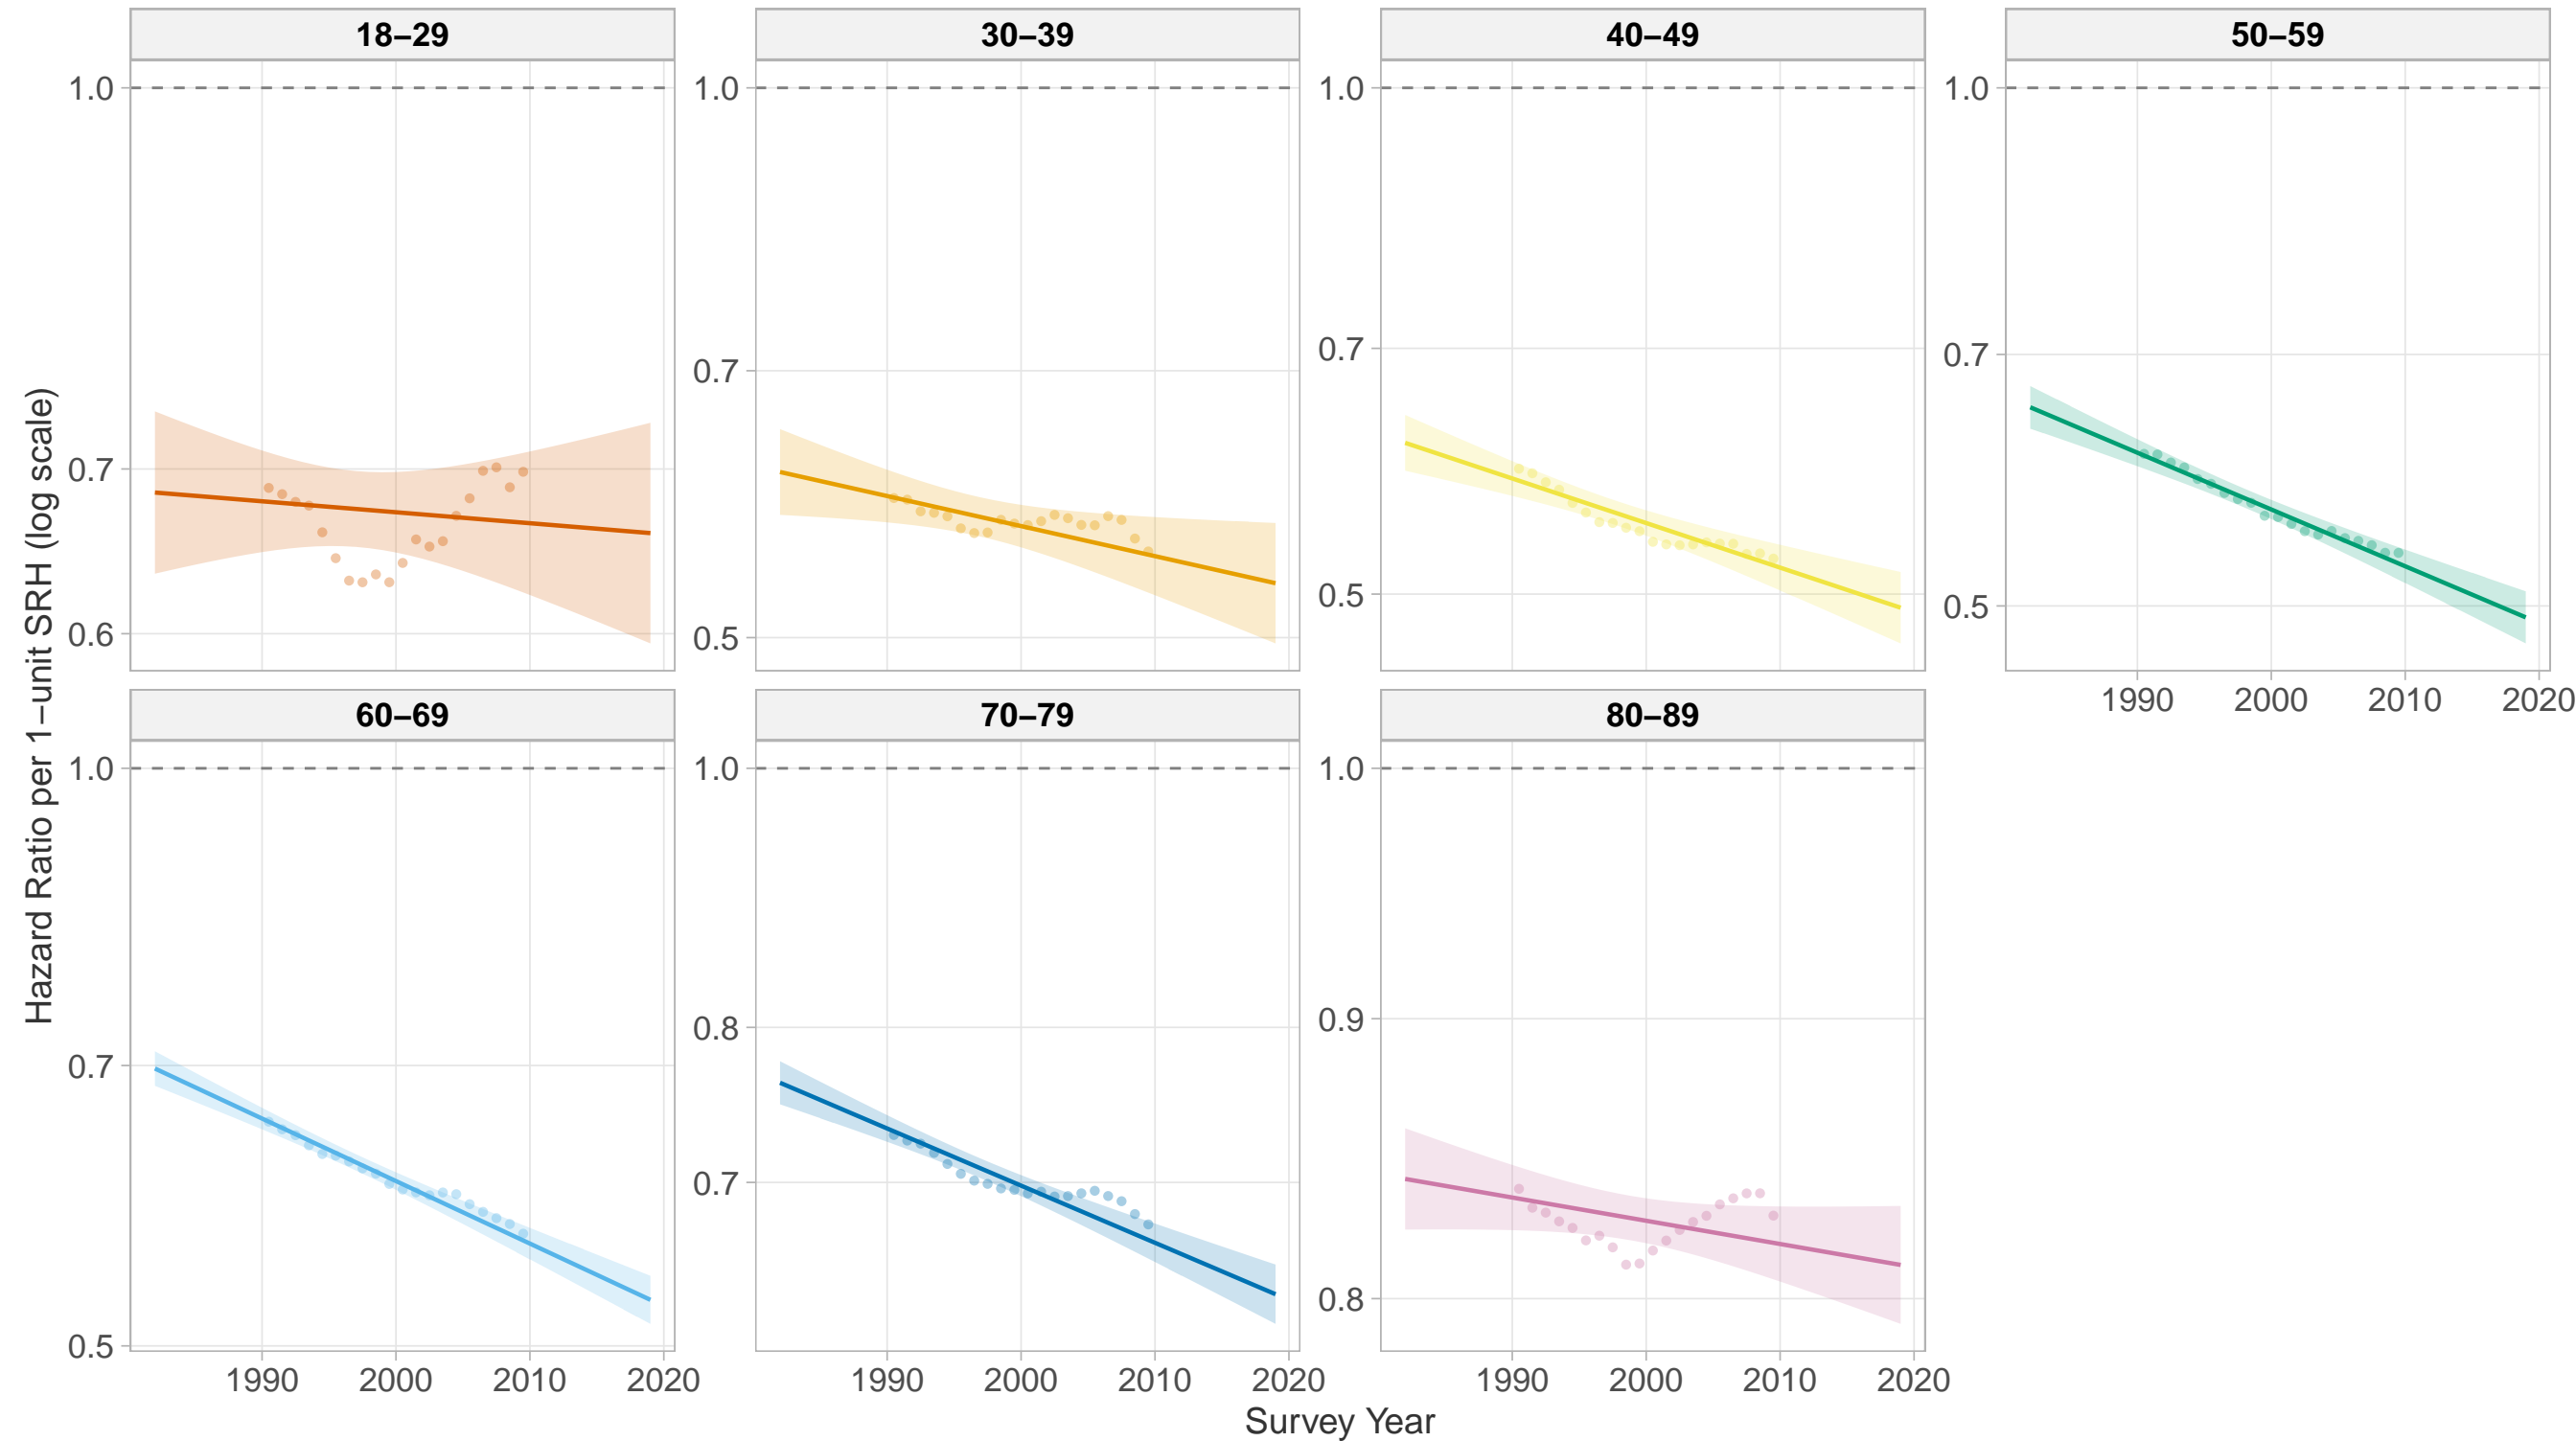 18–29 30–39 40–49 50–59
1.0 1.0 1.0 1.0
0.7 0.7 0.7 0.7
0.6 0.5 0.5 0.5
1990 2000 2010 2020
Hazard Ratio per 1−unit SRH (log scale)
60–69 70–79 80–89
1.0 1.0 1.0
0.7 0.8 0.9
0.5 0.7 0.8
1990 2000 2010 2020 1990 2000 2010 2020 1990 2000 2010 2020
Survey Year